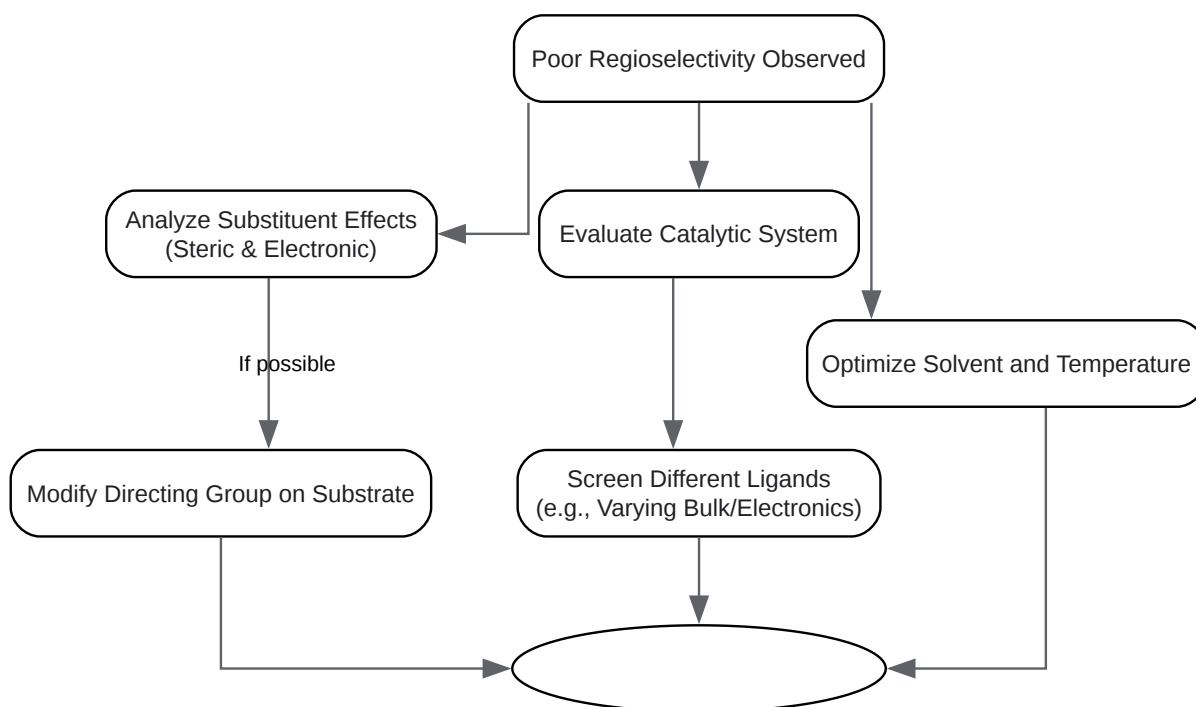 Poor Regioselectivity Observed
Analyze Substituent Effects
(Steric & Electronic)
Evaluate Catalytic System
If possible
Optimize Solvent and Temperature
Modify Directing Group on Substrate
Screen Different Ligands
(e.g., Varying Bulk/Electronics)